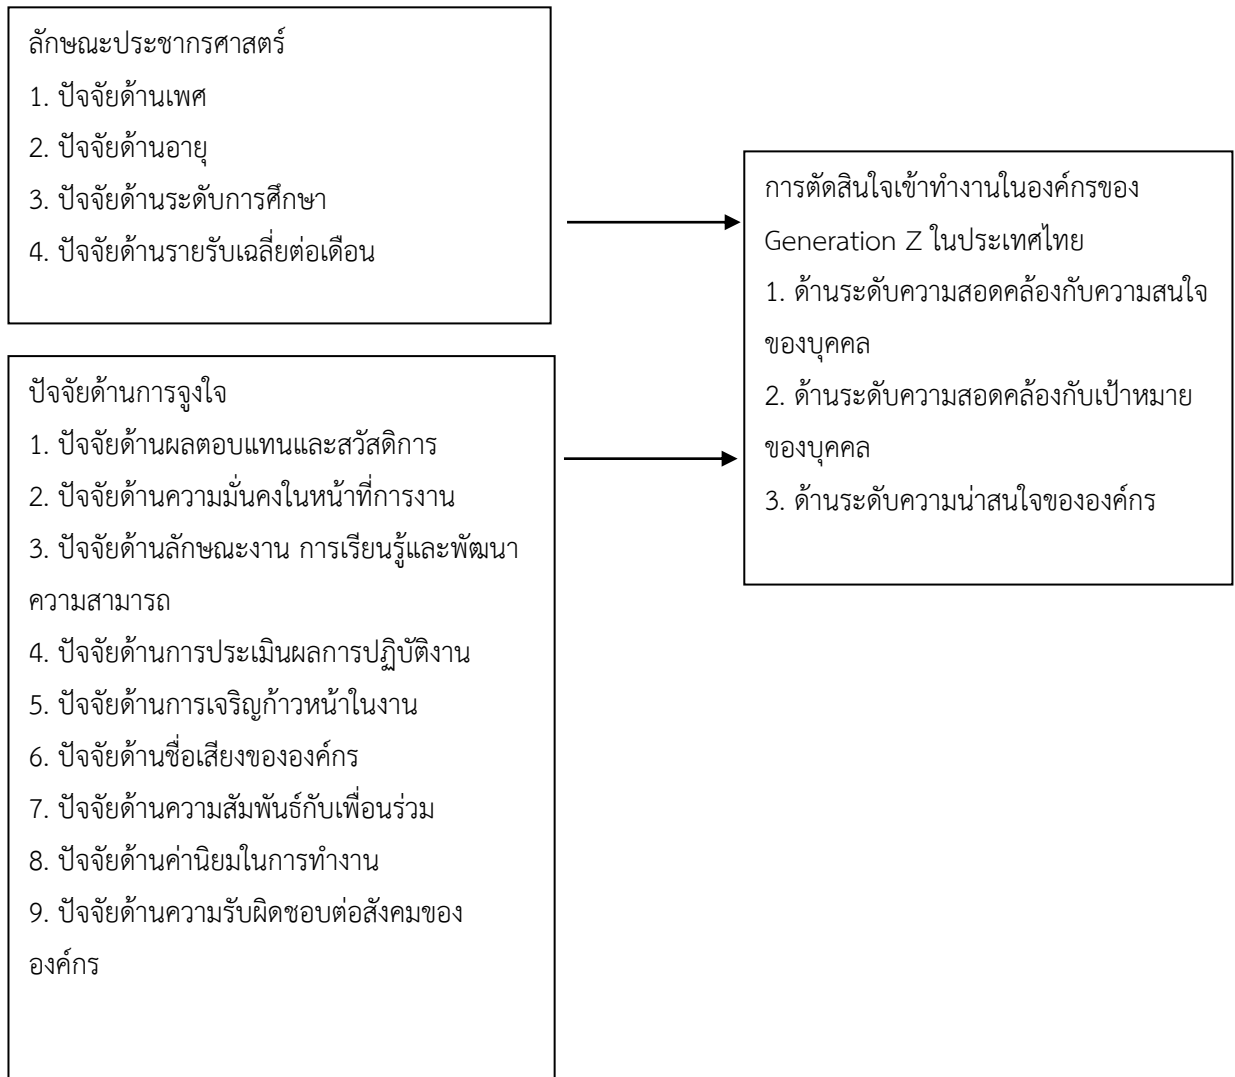 ลักษณะประชากรศาสตร์
1. ปัจจัยด้านเพศ
2. ปัจจัยด้านอายุ
3. ปัจจัยด้านระดับการศึกษา
4. ปัจจัยด้านรายรับเฉลี่ยต่อเดือน
ปัจจัยด้านการจูงใจ
1. ปัจจัยด้านผลตอบแทนและสวัสดิการ
2. ปัจจัยด้านความมั่นคงในหน้าที่การงาน
3. ปัจจัยด้านลักษณะงาน การเรียนรู้และพัฒนา
ความสามารถ
4. ปัจจัยด้านการประเมินผลการปฏิบัติงาน
5. ปัจจัยด้านการเจริญก้าวหน้าในงาน
6. ปัจจัยด้านชื่อเสียงขององค์กร
7. ปัจจัยด้านความสัมพันธ์กับเพื่อนร่วม
8. ปัจจัยด้านค่านิยมในการทำงาน
9. ปัจจัยด้านความรับผิดชอบต่อสังคมของ
องค์กร
การตัดสินใจเข้าทำงานในองค์กรของ
Generation Z ในประเทศไทย
1. ด้านระดับความสอดคล้องกับความสนใจ
ของบุคคล
2. ด้านระดับความสอดคล้องกับเป้าหมาย
ของบุคคล
3. ด้านระดับความน่าสนใจขององค์กร